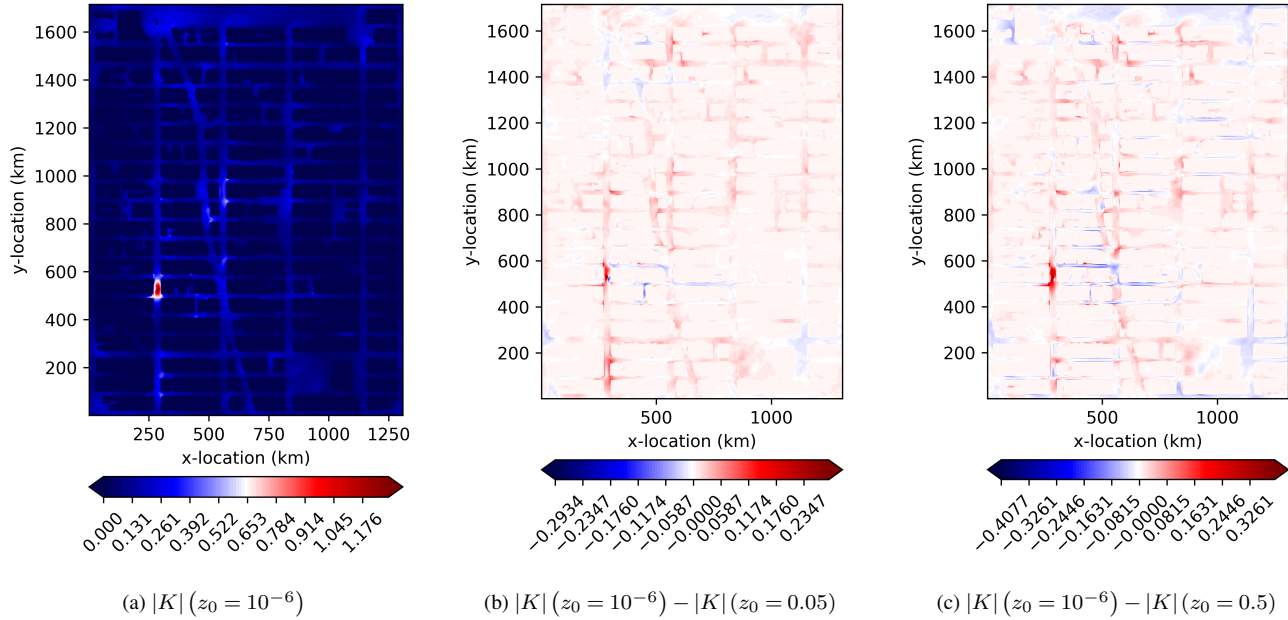 1600
1400
1200
1000
800
600
400
200
y-location (km)
250 500 750 1000 1250
x-location (km)
0.000 0.131 0.261 0.392 0.522 0.653 0.784 0.914 1.045 1.176
(a) |K| (z₀ = 10⁻⁶)
1600
1400
1200
1000
800
600
400
200
y-location (km)
500 1000
x-location (km)
−0.2934 −0.2347 −0.1760 −0.1174 −0.0587 −0.0000 0.0587 0.1174 0.1760 0.2347
(b) |K| (z₀ = 10⁻⁶) − |K| (z₀ = 0.05)
1600
1400
1200
1000
800
600
400
200
y-location (km)
500 1000
x-location (km)
−0.4077 −0.3261 −0.2446 −0.1631 −0.0815 −0.0000 0.0815 0.1631 0.2446 0.3261
(c) |K| (z₀ = 10⁻⁶) − |K| (z₀ = 0.5)